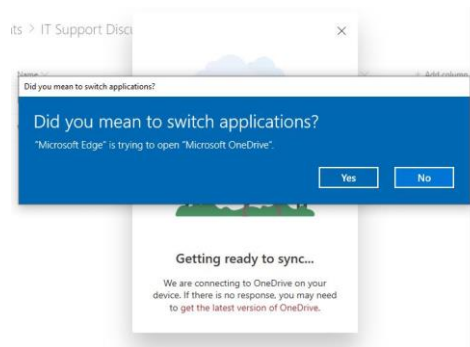 ts > IT Support Discu
Name
Add column
Did you mean to switch applications?
Did you mean to switch applications?
"Microsoft Edge" is trying to open "Microsoft OneDrive".
Yes
No
Getting ready to sync...
We are connecting to OneDrive on your
device. If there is no response, you may need
to get the latest version of OneDrive.